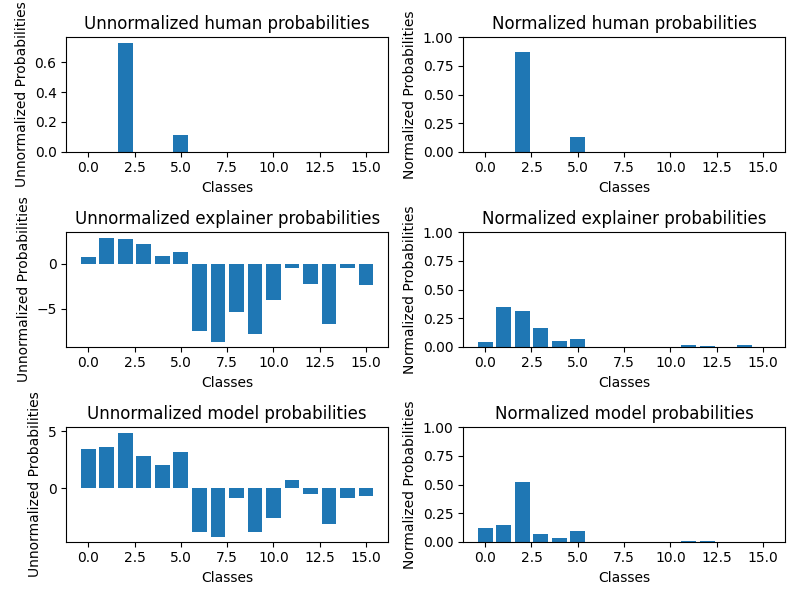 Unnormalized human probabilities
Unnormalized Probabilities
0.6
0.4
0.2
0.0
0.0 2.5 5.0 7.5 10.0 12.5 15.0
Classes
Normalized human probabilities
Normalized Probabilities
1.00
0.75
0.50
0.25
0.00
0.0 2.5 5.0 7.5 10.0 12.5 15.0
Classes
Unnormalized explainer probabilities
Unnormalized Probabilities
0
−5
0.0 2.5 5.0 7.5 10.0 12.5 15.0
Classes
Normalized explainer probabilities
Normalized Probabilities
1.00
0.75
0.50
0.25
0.00
0.0 2.5 5.0 7.5 10.0 12.5 15.0
Classes
Unnormalized model probabilities
Unnormalized Probabilities
5
0
0.0 2.5 5.0 7.5 10.0 12.5 15.0
Classes
Normalized model probabilities
Normalized Probabilities
1.00
0.75
0.50
0.25
0.00
0.0 2.5 5.0 7.5 10.0 12.5 15.0
Classes